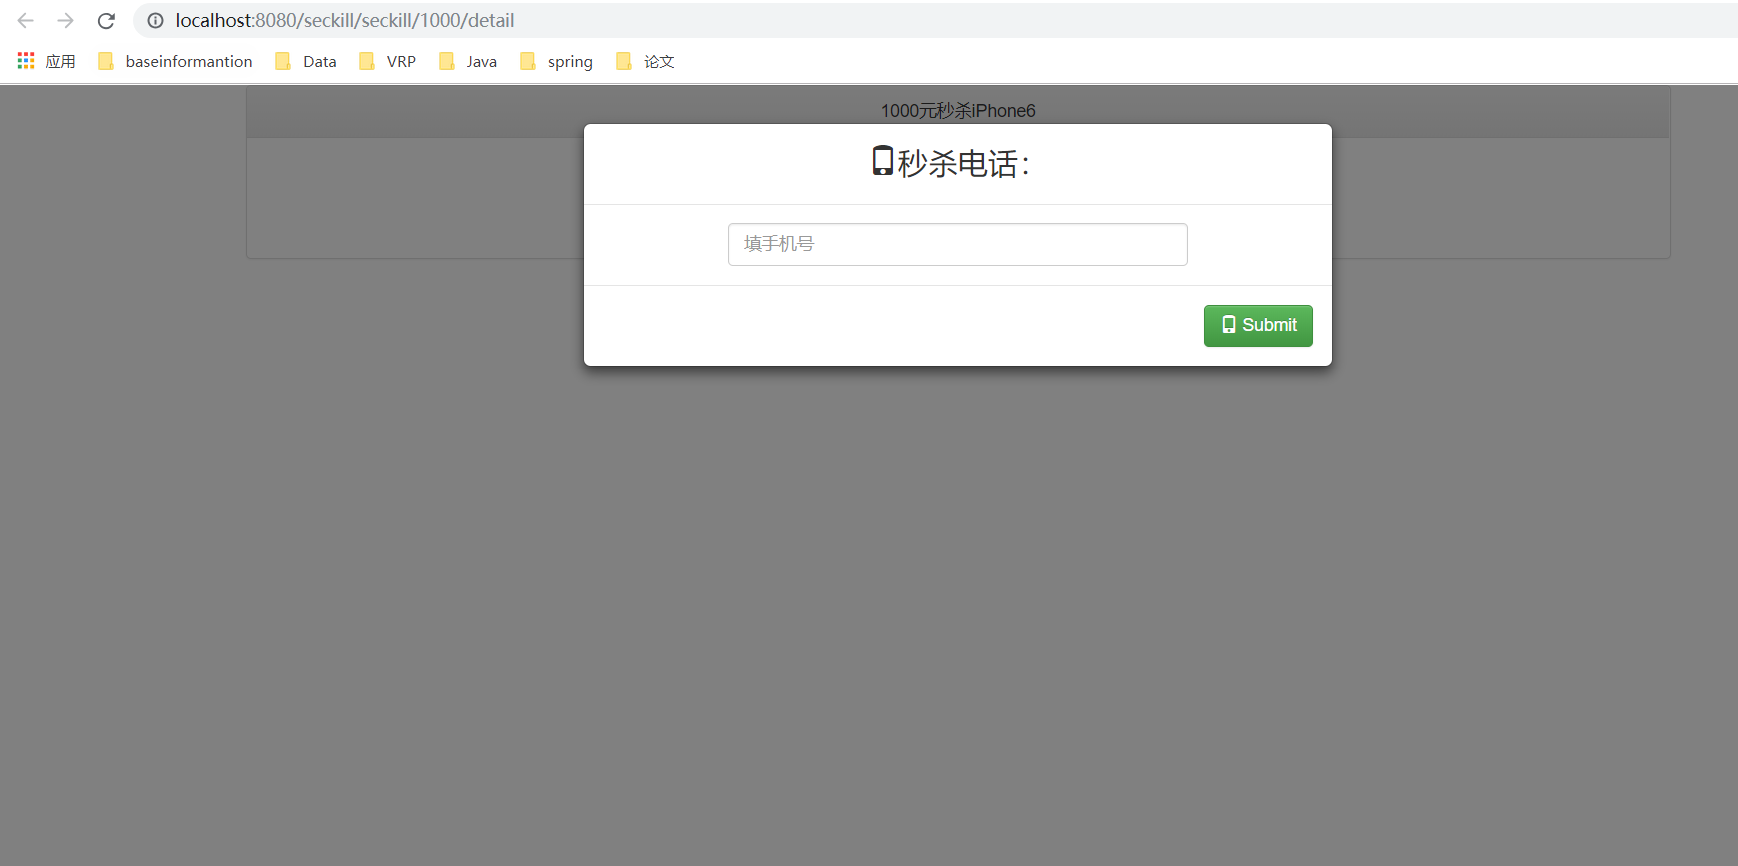 localhost:8080/seckill/seckill/1000/detail
应用 baseinformantion Data VRP Java spring 论文
1000元秒杀iPhone6
秒杀电话：
填手机号
Submit